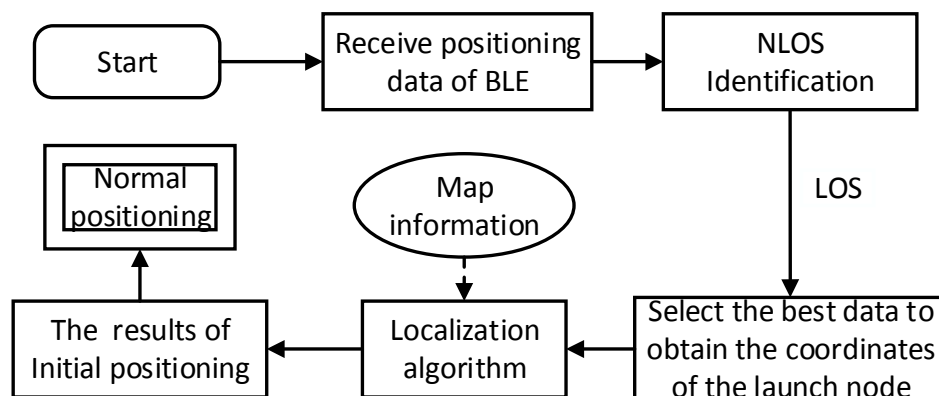 Start
Receive positioning
data of BLE
NLOS
Identification
LOS
Normal
positioning
Map
information
The results of
Initial positioning
Localization
algorithm
Select the best data to
obtain the coordinates
of the launch node